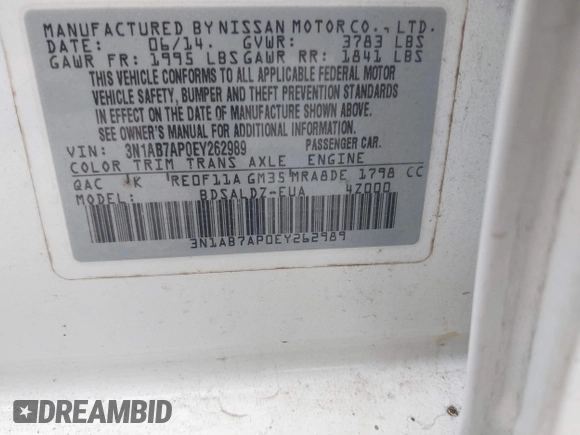 MANUFACTURED BY NISSAN MOTOR CO., LTD.
DATE: 06/14. GVWR: 3783 LBS
GAWR FR: 1995 LBS GAWR RR: 1841 LBS
THIS VEHICLE CONFORMS TO ALL APPLICABLE FEDERAL MOTOR
VEHICLE SAFETY, BUMPER AND THEFT PREVENTION STANDARDS
IN EFFECT ON THE DATE OF MANUFACTURE SHOWN ABOVE.
SEE OWNER'S MANUAL FOR ADDITIONAL INFORMATION.
VIN: 3N1AB7AP0EY262989 PASSENGER CAR.
COLOR TRIM TRANS AXLE ENGINE
QAC K RE0F11A GM35 MRA8DE 1798 CC
MODEL: BDSALDZ-EUA 4Z000
3N1AB7AP0EY262989
DREAMBID